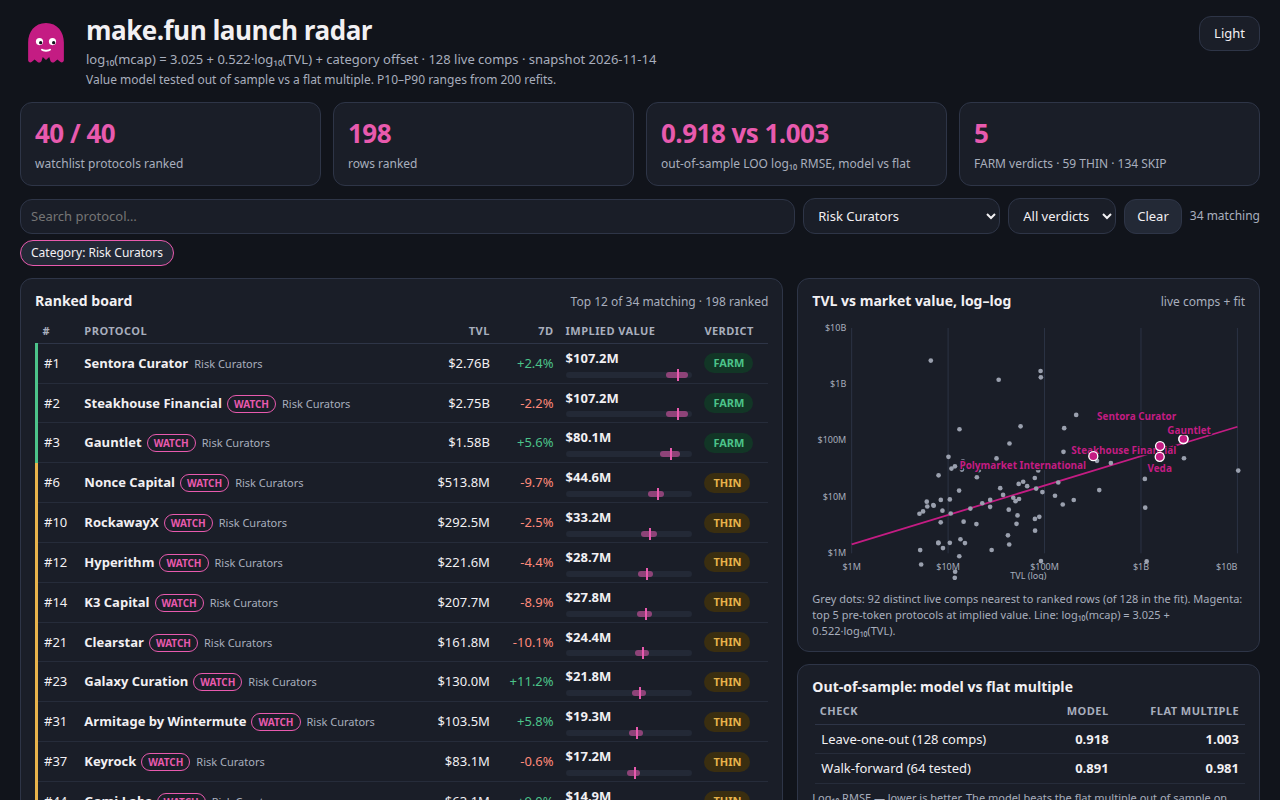 make.fun launch radar
log₁₀(mcap) = 3.025 + 0.522·log₁₀(TVL) + category offset · 128 live comps · snapshot 2026-11-14
Value model tested out of sample vs a flat multiple. P10–P90 ranges from 200 refits.
Light
40 / 40
watchlist protocols ranked
198
rows ranked
0.918 vs 1.003
out-of-sample LOO log₁₀ RMSE, model vs flat
5
FARM verdicts · 59 THIN · 134 SKIP
Search protocol...
Risk Curators
All verdicts
Clear
34 matching
Category: Risk Curators
Ranked board
Top 12 of 34 matching · 198 ranked
# PROTOCOL TVL 7D IMPLIED VALUE VERDICT
#1 Sentora Curator Risk Curators $2.76B +2.4% $107.2M FARM
#2 Steakhouse Financial WATCH Risk Curators $2.75B -2.2% $107.2M FARM
#3 Gauntlet WATCH Risk Curators $1.58B +5.6% $80.1M FARM
#6 Nonce Capital WATCH Risk Curators $513.8M -9.7% $44.6M THIN
#10 RockawayX WATCH Risk Curators $292.5M -2.5% $33.2M THIN
#12 Hyperithm WATCH Risk Curators $221.6M -4.4% $28.7M THIN
#14 K3 Capital WATCH Risk Curators $207.7M -8.9% $27.8M THIN
#21 Clearstar WATCH Risk Curators $161.8M -10.1% $24.4M THIN
#23 Galaxy Curation WATCH Risk Curators $130.0M +11.2% $21.8M THIN
#31 Armitage by Wintermute WATCH Risk Curators $103.5M +5.8% $19.3M THIN
#37 Keyrock WATCH Risk Curators $83.1M -0.6% $17.2M THIN
$14.9M
TVL vs market value, log–log
live comps + fit
$10B
$1B
$100M
$10M
$1M
Sentora Curator
Gauntlet
Steakhouse Financial
Polymarket International
Veda
$1M $10M $100M $1B $10B
TVL (log)
Grey dots: 92 distinct live comps nearest to ranked rows (of 128 in the fit). Magenta:
top 5 pre-token protocols at implied value. Line: log₁₀(mcap) = 3.025 +
0.522·log₁₀(TVL).
Out-of-sample: model vs flat multiple
CHECK MODEL FLAT MULTIPLE
Leave-one-out (128 comps) 0.918 1.003
Walk-forward (64 tested) 0.891 0.981
Log₁₀ RMSE — lower is better. The model beats the flat multiple out of sample on